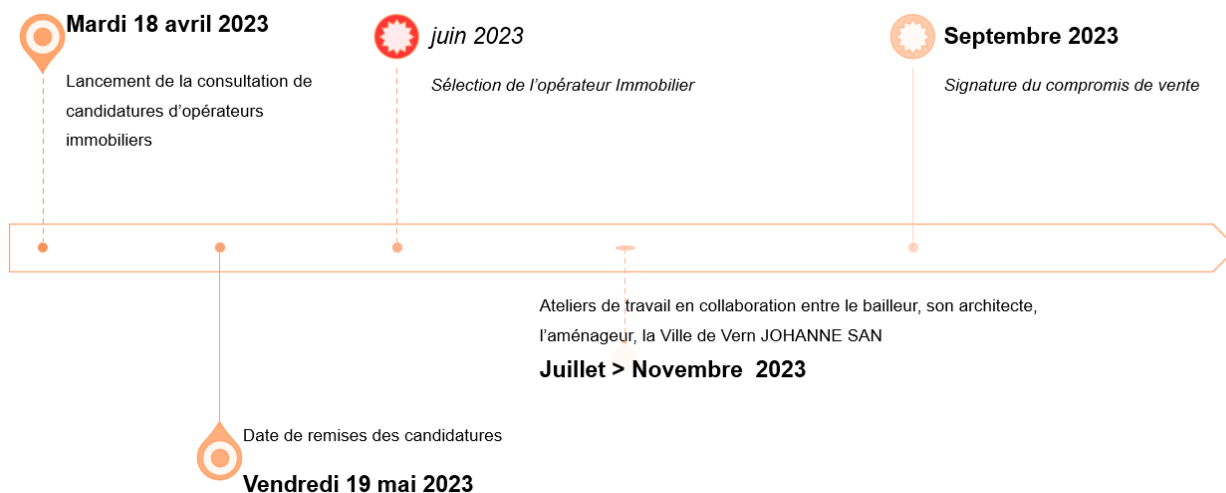 Mardi 18 avril 2023
Lancement de la consultation de
candidatures d’opérateurs
immobiliers
juin 2023
Sélection de l’opérateur Immobilier
Septembre 2023
Signature du compromis de vente
Ateliers de travail en collaboration entre le bailleur, son architecte,
l’aménageur, la Ville de Vern JOHANNE SAN
Juillet > Novembre 2023
Date de remises des candidatures
Vendredi 19 mai 2023